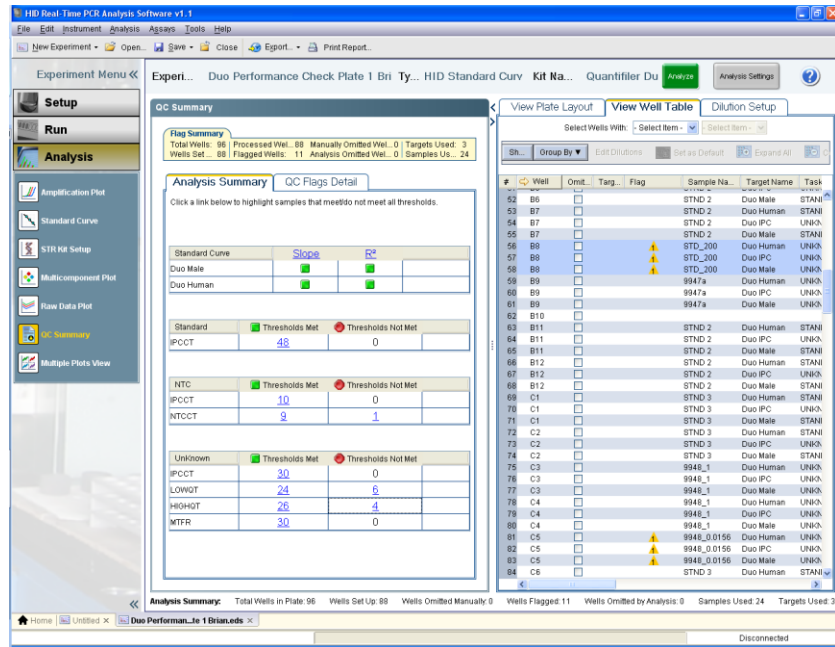 HID Real-Time PCR Analysis Software v1.1
File Edit Instrument Analysis Assays Tools Help
New Experiment Open... Save Close Export... Print Report...
Experiment Menu «
Experi... Duo Performance Check Plate 1 Bri Ty... HID Standard Curv Kit Na... Quantifiler Du Analyze Analysis Settings
Setup
Run
Analysis
Amplification Plot
Standard Curve
STR Kit Setup
Multicomponent Plot
Raw Data Plot
QC Summary
Multiple Plots View
QC Summary
Flag Summary
Total Wells: 96 Processed Wel... 88 Manually Omitted Wel... 0 Targets Used: 3
Wells Set ... 88 Flagged Wells: 11 Analysis Omitted Wel... 0 Samples Us... 24
Analysis Summary QC Flags Detail
Click a link below to highlight samples that meet/do not meet all thresholds.
Standard Curve Slope R²
Duo Male
Duo Human
Standard Thresholds Met Thresholds Not Met
IPCCT 48 0
NTC Thresholds Met Thresholds Not Met
IPCCT 10 0
NTCCT 9 1
Unknown Thresholds Met Thresholds Not Met
IPCCT 30 0
LOWQT 24 6
HIGHQT 26 4
MTFR 30 0
View Plate Layout View Well Table Dilution Setup
Select Wells With: - Select Item - - Select Item -
Sh... Group By ▼ Edit Dilutions Set as Default Expand All
# Well Omit... Targ... Flag Sample Na... Target Name Task
52 B6 STND 2 Duo Male STANI
53 B7 STND 2 Duo Human STANI
54 B7 STND 2 Duo IPC UNKN
55 B7 STND 2 Duo Male STANI
56 B8 STD_200 Duo Human UNKN
57 B8 STD_200 Duo IPC UNKN
58 B8 STD_200 Duo Male UNKN
59 B9 9947a Duo Human UNKN
60 B9 9947a Duo IPC UNKN
61 B9 9947a Duo Male UNKN
62 B10
63 B11 STND 2 Duo Human STANI
64 B11 STND 2 Duo IPC UNKN
65 B11 STND 2 Duo Male STANI
66 B12 STND 2 Duo Human STANI
67 B12 STND 2 Duo IPC UNKN
68 B12 STND 2 Duo Male STANI
69 C1 STND 3 Duo Human STANI
70 C1 STND 3 Duo IPC UNKN
71 C1 STND 3 Duo Male STANI
72 C2 STND 3 Duo Human STANI
73 C2 STND 3 Duo IPC UNKN
74 C2 STND 3 Duo Male STANI
75 C3 9948_1 Duo Human UNKN
76 C3 9948_1 Duo IPC UNKN
77 C3 9948_1 Duo Male UNKN
78 C4 9948_1 Duo Human UNKN
79 C4 9948_1 Duo IPC UNKN
80 C4 9948_1 Duo Male UNKN
81 C5 9948_0.0156 Duo Human UNKN
82 C5 9948_0.0156 Duo IPC UNKN
83 C5 9948_0.0156 Duo Male UNKN
84 C6 STND 3 Duo Human STANI
Analysis Summary: Total Wells in Plate: 96 Wells Set Up: 88 Wells Omitted Manually: 0 Wells Flagged: 11 Wells Omitted by Analysis: 0 Samples Used: 24 Targets Used: 3
Home Untitled × Duo Performan...te 1 Brian.eds ×
Disconnected